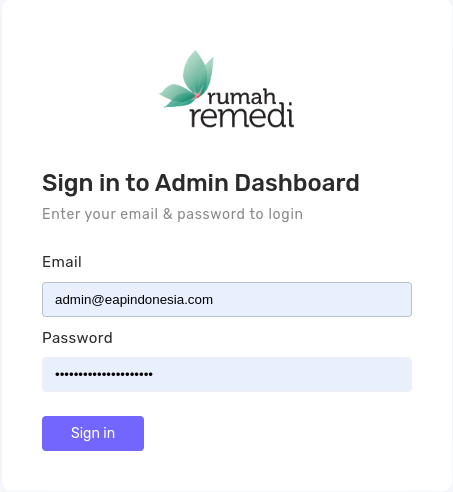 rumah
remedi
Sign in to Admin Dashboard
Enter your email & password to login
Email
admin@eapindonesia.com
Password
••••••••••••••••••••
Sign in